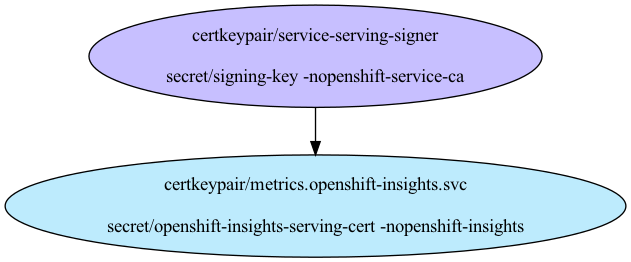 certkeypair/service-serving-signer
secret/signing-key -nopenshift-service-ca
certkeypair/metrics.openshift-insights.svc
secret/openshift-insights-serving-cert -nopenshift-insights